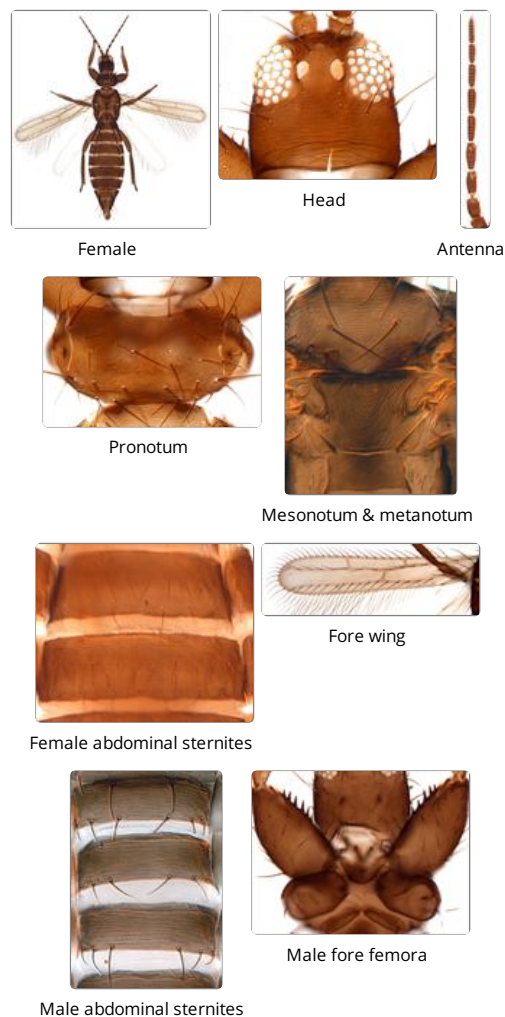 Female
Head
Antenna
Pronotum
Mesonotum & metanotum
Female abdominal sternites
Fore wing
Male abdominal sternites
Male fore femora